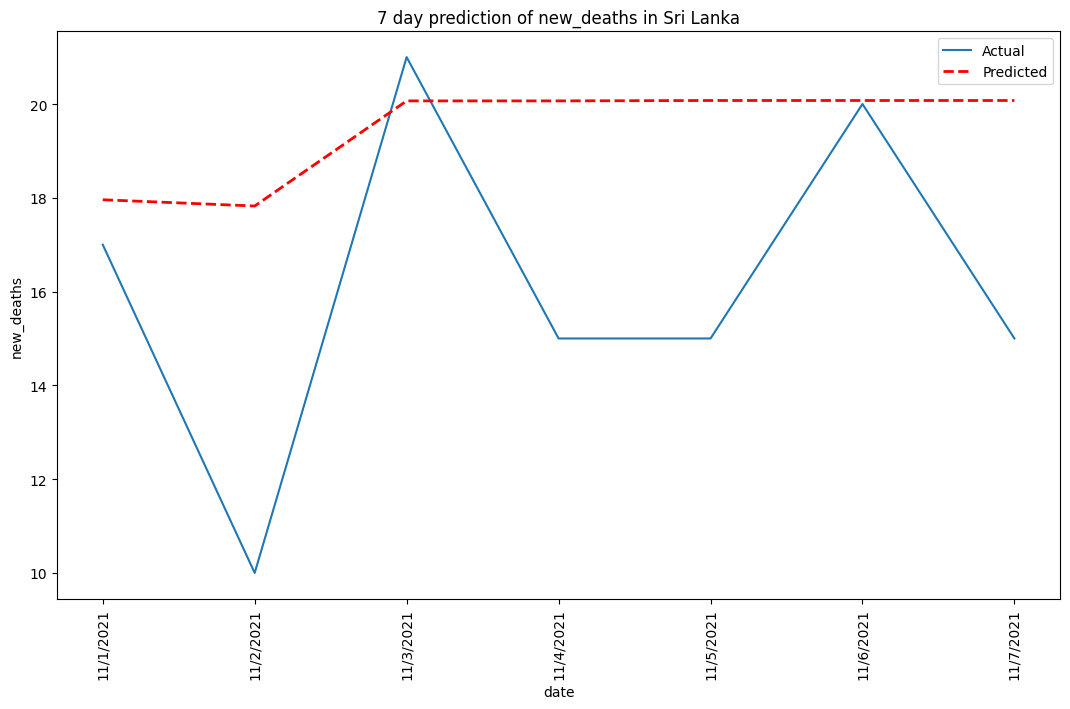 7 day prediction of new_deaths in Sri Lanka
Actual
Predicted
new_deaths
20
18
16
14
12
10
11/1/2021
11/2/2021
11/3/2021
11/4/2021
11/5/2021
11/6/2021
11/7/2021
date